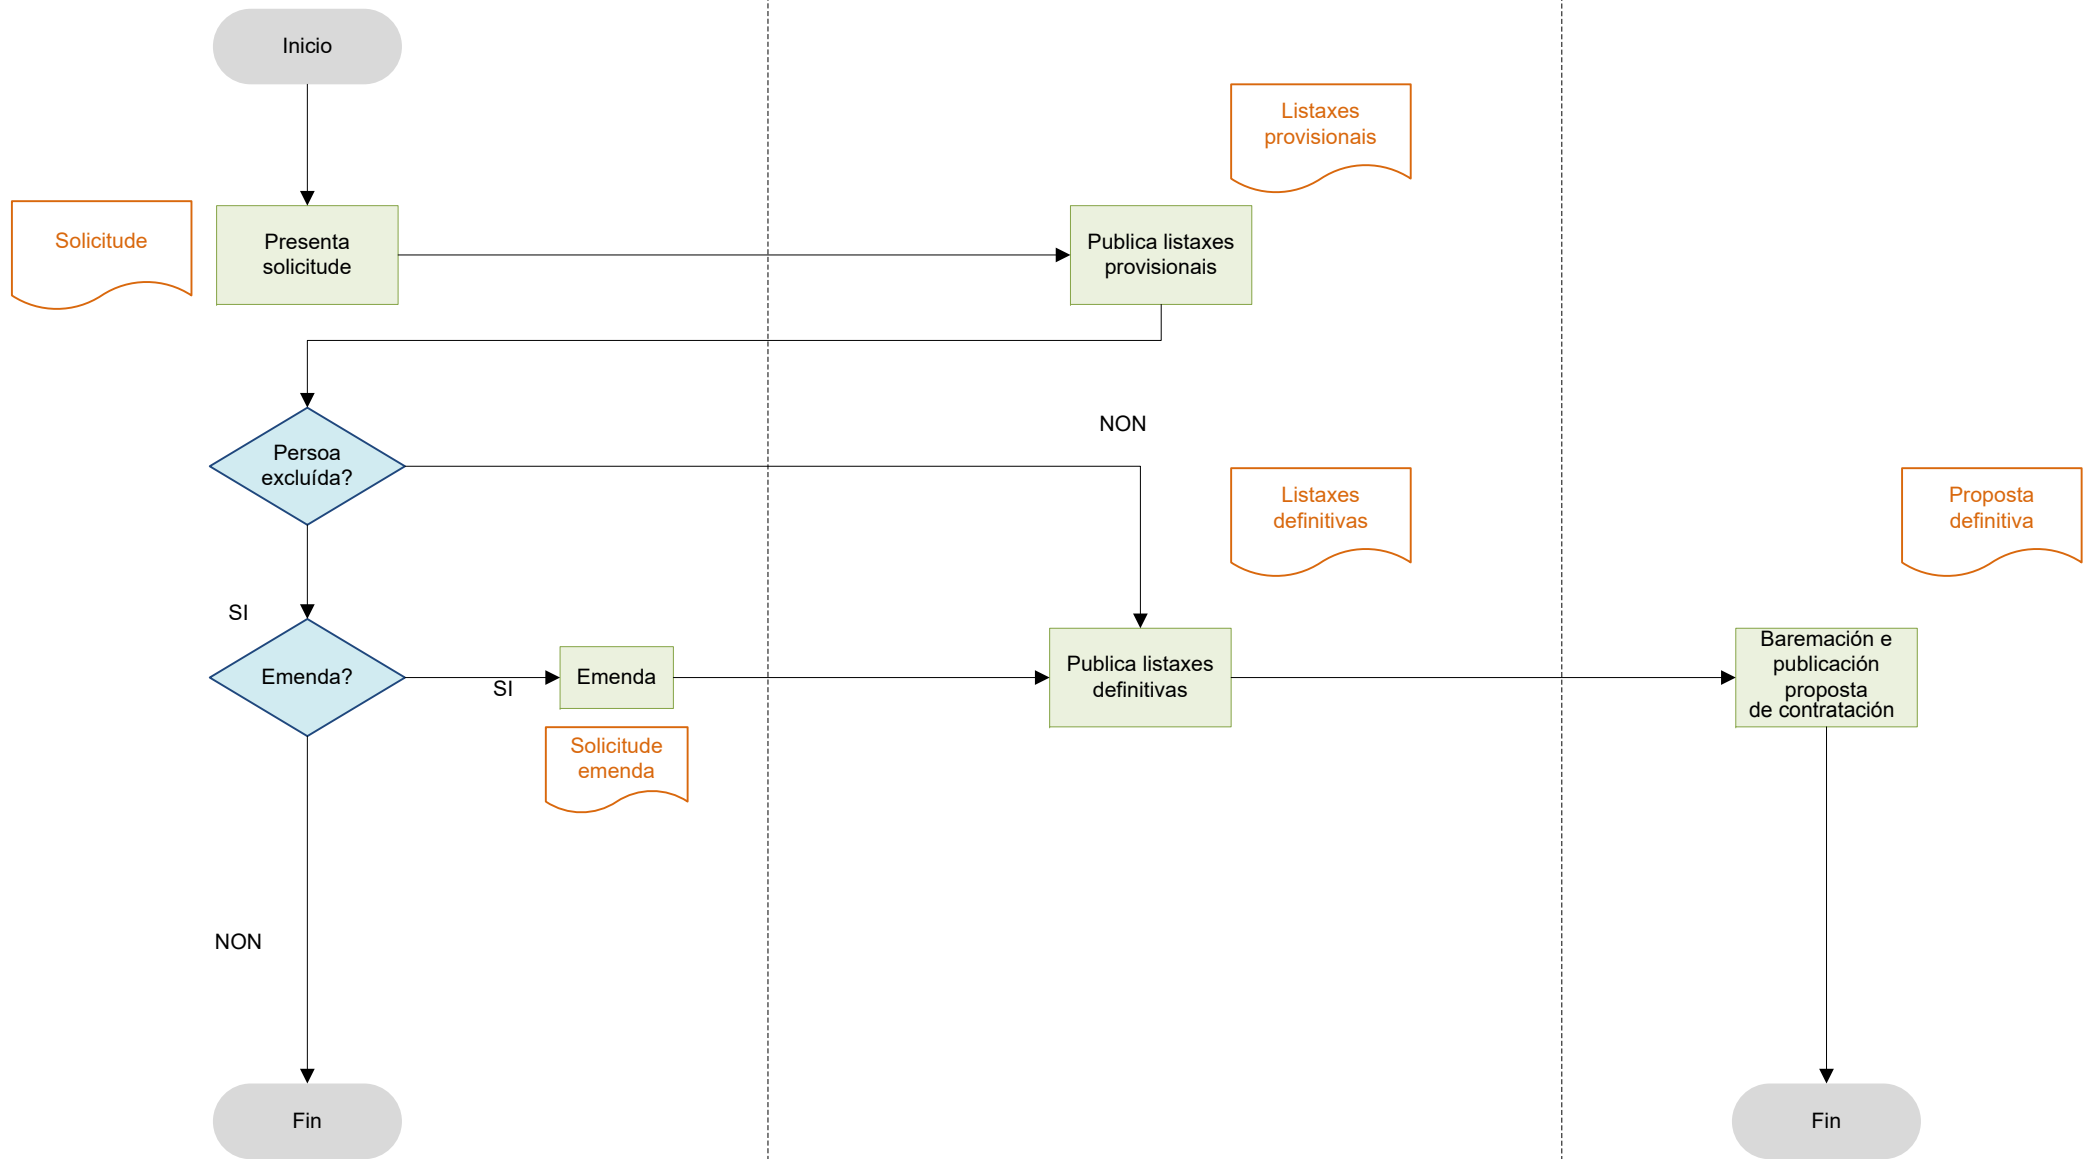 Inicio
Listaxes
provisionais
Solicitude
Presenta
solicitude
Publica listaxes
provisionais
NON
Persoa
excluída?
Listaxes
definitivas
Proposta
definitiva
SI
Emenda?
SI
Emenda
Publica listaxes
definitivas
Baremación e
publicación
proposta
de contratación
Solicitude
emenda
NON
Fin
Fin